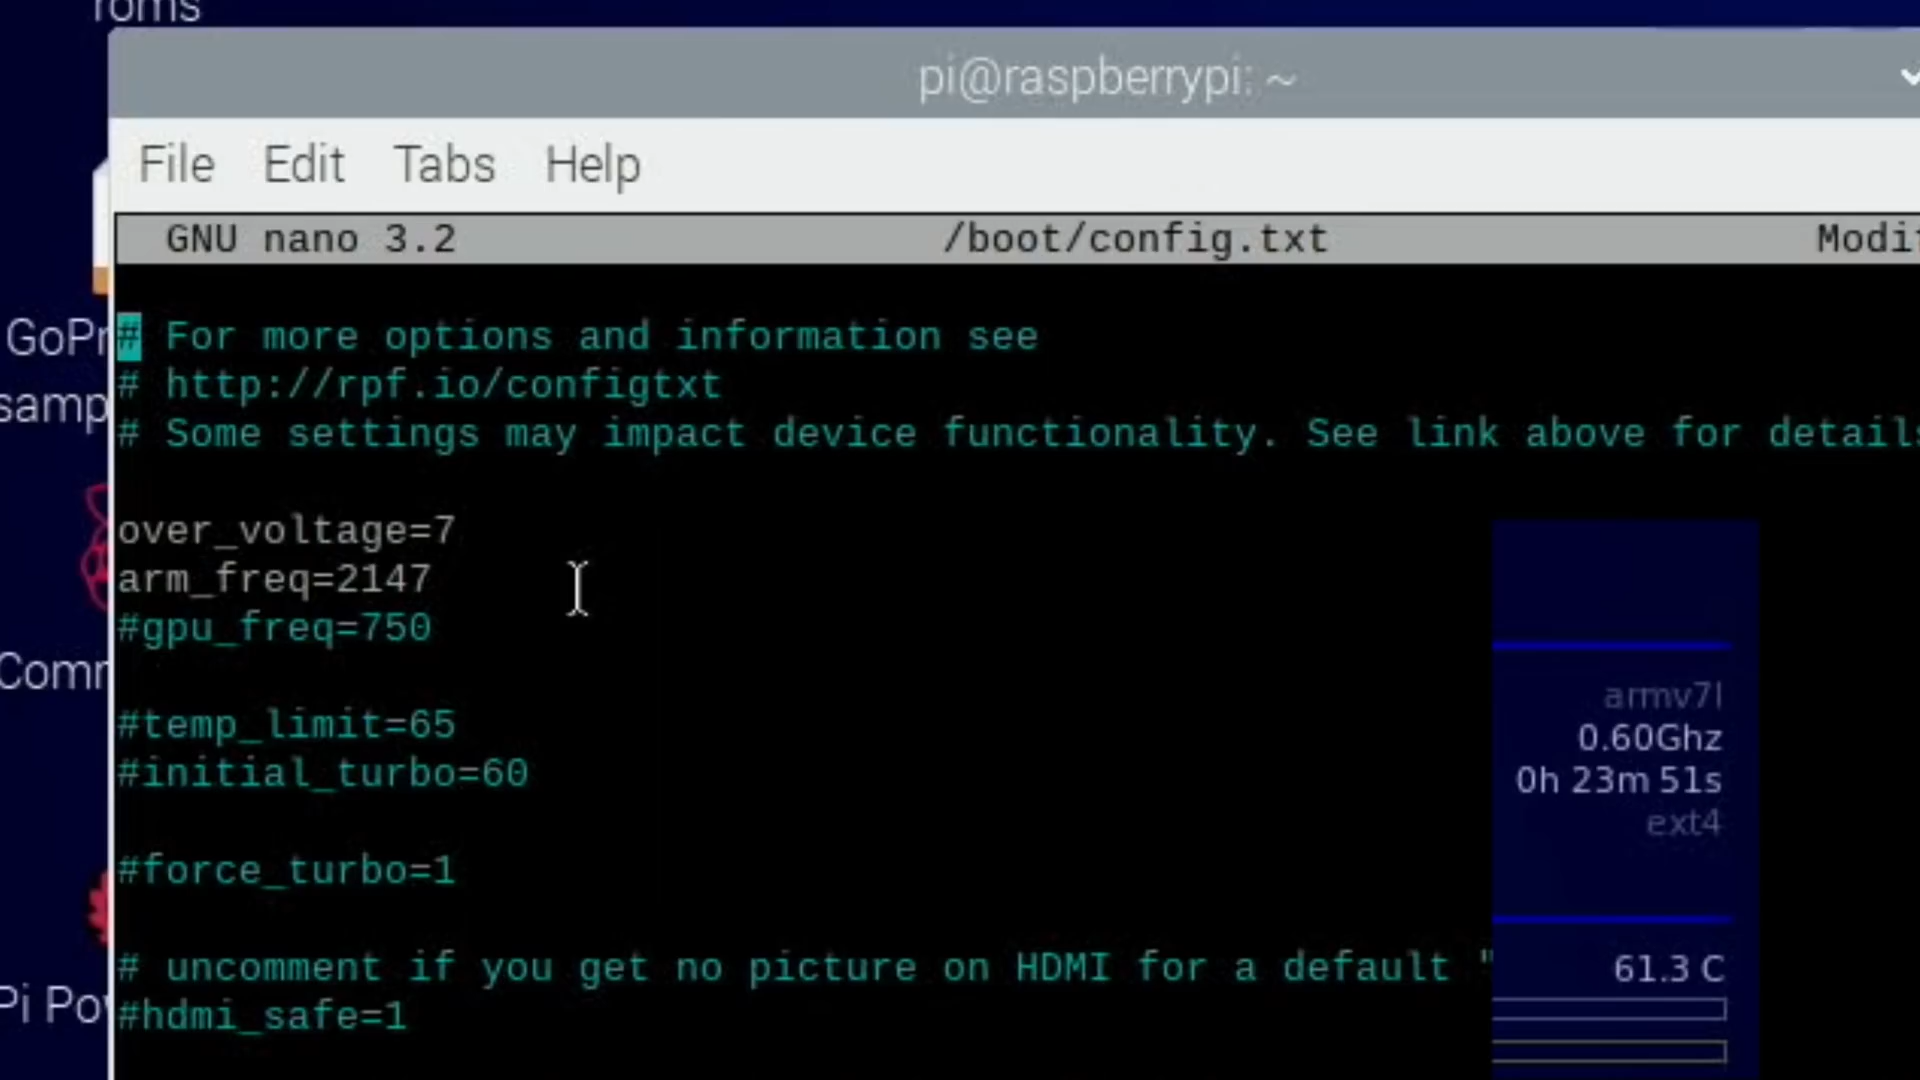 roms
pi@raspberrypi: ~
File Edit Tabs Help
GNU nano 3.2 /boot/config.txt
# For more options and information see
# http://rpf.io/configtxt
# Some settings may impact device functionality. See link above for details
over_voltage=7
arm_freq=2147
#gpu_freq=750
#temp_limit=65
#initial_turbo=60
#force_turbo=1
# uncomment if you get no picture on HDMI for a default "
#hdmi_safe=1
armv7l
0.60Ghz
0h 23m 51s
ext4
61.3 C
GoPr
samp
Pi